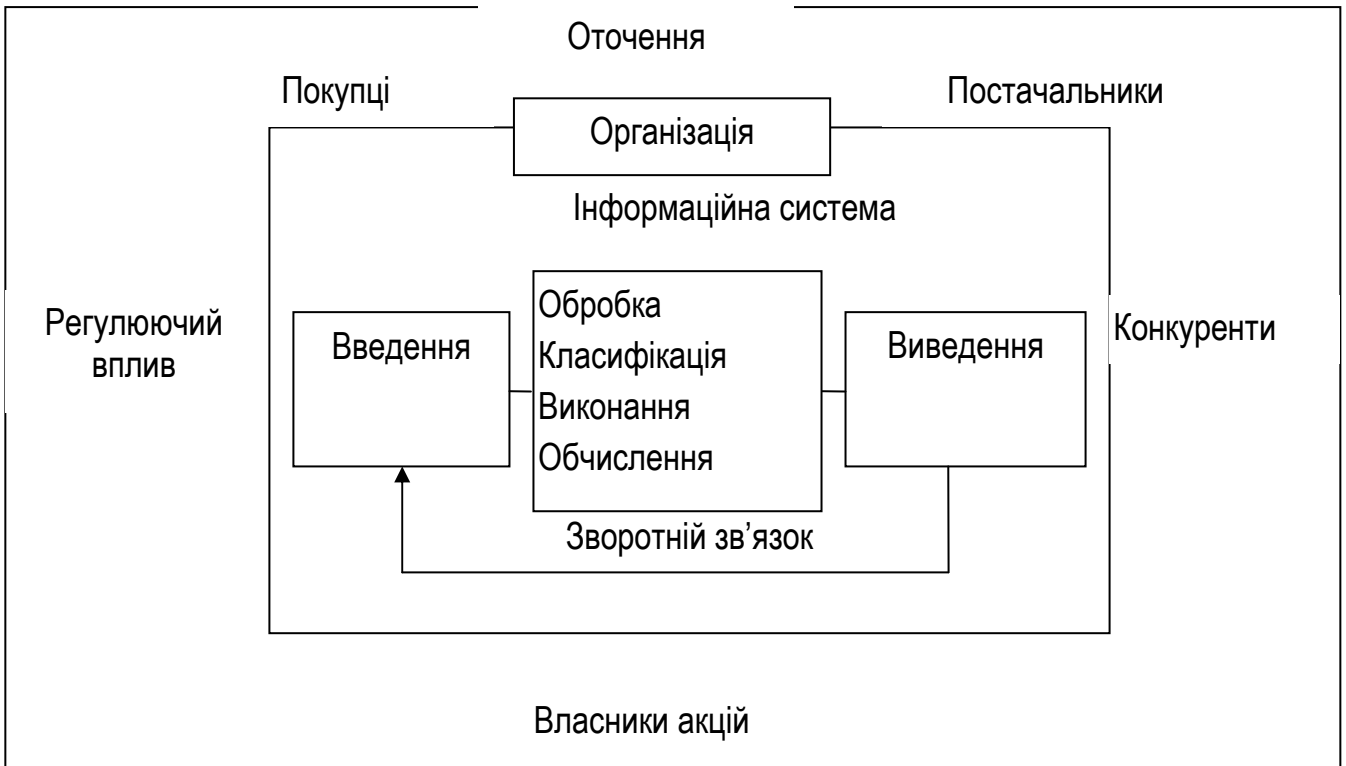 Оточення
Покупці
Постачальники
Організація
Інформаційна система
Регулюючий
вплив
Введення
Обробка
Класифікація
Виконання
Обчислення
Виведення
Конкуренти
Зворотній зв’язок
Власники акцій